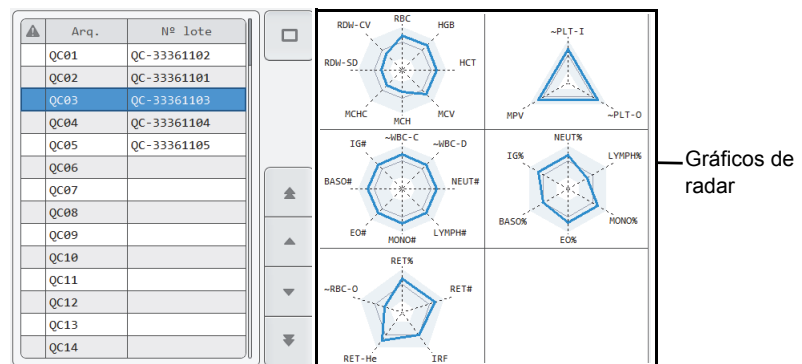 Arq. Nº lote
QC01 QC-33361102
QC02 QC-33361101
QC03 QC-33361103
QC04 QC-33361104
QC05 QC-33361105
QC06
QC07
QC08
QC09
QC10
QC11
QC12
QC13
QC14
RBC
RDW-CV HGB
RDW-SD HCT
MCHC MCV
MCH
~PLT-I
MPV ~PLT-O
~WBC-C
IG# ~WBC-D
BASO# NEUT#
EO# LYMPH#
MONO#
NEUT%
IG% LYMPH%
BASO% MONO%
EO%
RET%
~RBC-O RET#
RET-He IRF
Gráficos de
radar